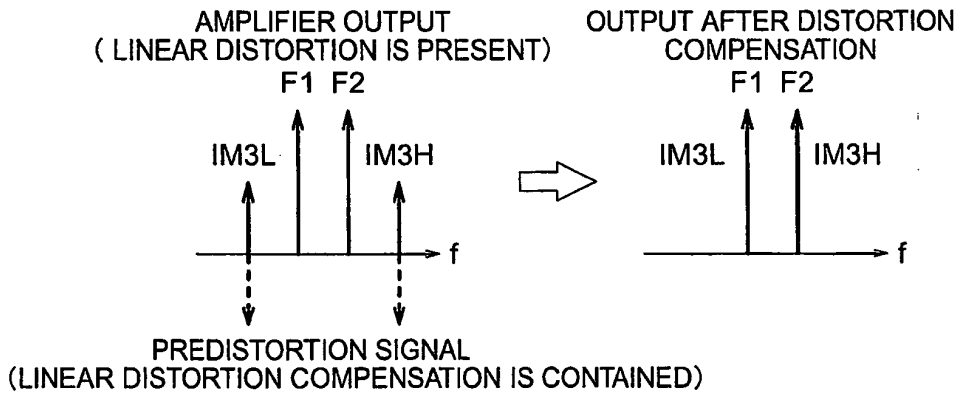 AMPLIFIER OUTPUT
( LINEAR DISTORTION IS PRESENT)
F1 F2
IM3L
IM3H
f
PREDISTORTION SIGNAL
(LINEAR DISTORTION COMPENSATION IS CONTAINED)
OUTPUT AFTER DISTORTION
COMPENSATION
F1 F2
IM3L
IM3H
f